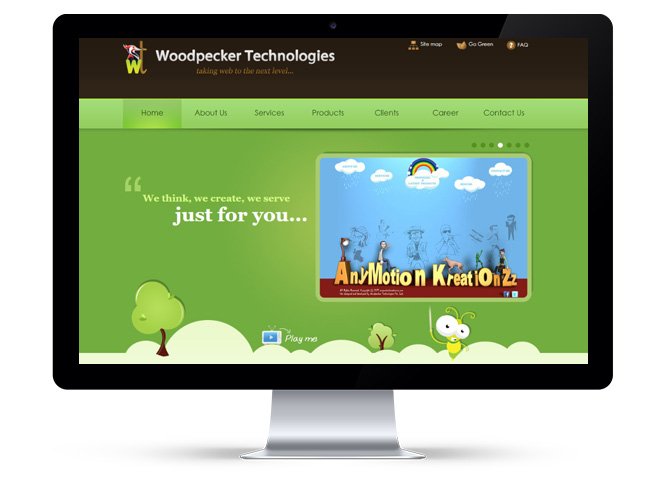 Woodpecker Technologies
taking web to the next level...
Site map
Go Green
FAQ
Home
About Us
Services
Products
Clients
Career
Contact Us
We think, we create, we serve
just for you...
AnyMotion KreationZz
Play me